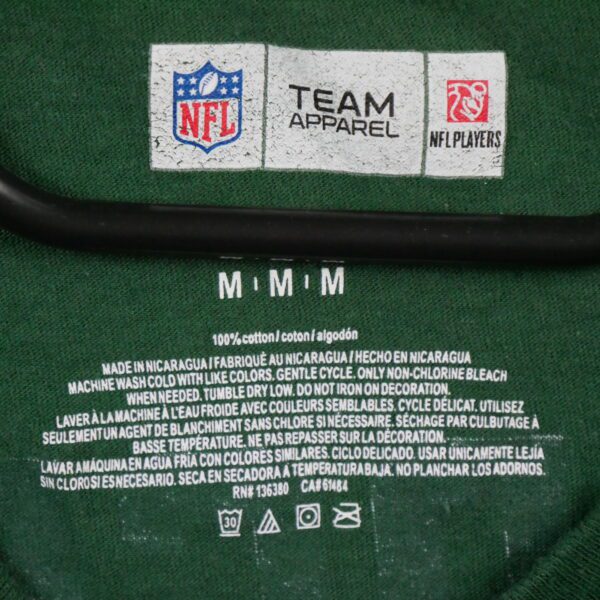 NFL
TEAM
APPAREL
NFL PLAYERS
M M M
100% cotton / coton / algodón
MADE IN NICARAGUA / FABRIQUÉ AU NICARAGUA / HECHO EN NICARAGUA
MACHINE WASH COLD WITH LIKE COLORS. GENTLE CYCLE. ONLY NON-CHLORINE BLEACH
WHEN NEEDED. TUMBLE DRY LOW. DO NOT IRON ON DECORATION.
LAVER À LA MACHINE À L'EAU FROIDE AVEC COULEURS SEMBLABLES. CYCLE DÉLICAT. UTILISEZ
SEULEMENT UN AGENT DE BLANCHIMENT SANS CHLORE SI NÉCESSAIRE. SÉCHAGE PAR CULBUTAGE À
BASSE TEMPÉRATURE. NE PAS REPASSER SUR LA DÉCORATION.
LAVAR A MÁQUINA EN AGUA FRÍA CON COLORES SIMILARES. CICLO DELICADO. USAR ÚNICAMENTE LEJÍA
SIN CLORO SI ES NECESARIO. SECA EN SECADORA A TEMPERATURA BAJA. NO PLANCHAR LOS ADORNOS.
RN# 136380 CA# 61484
30